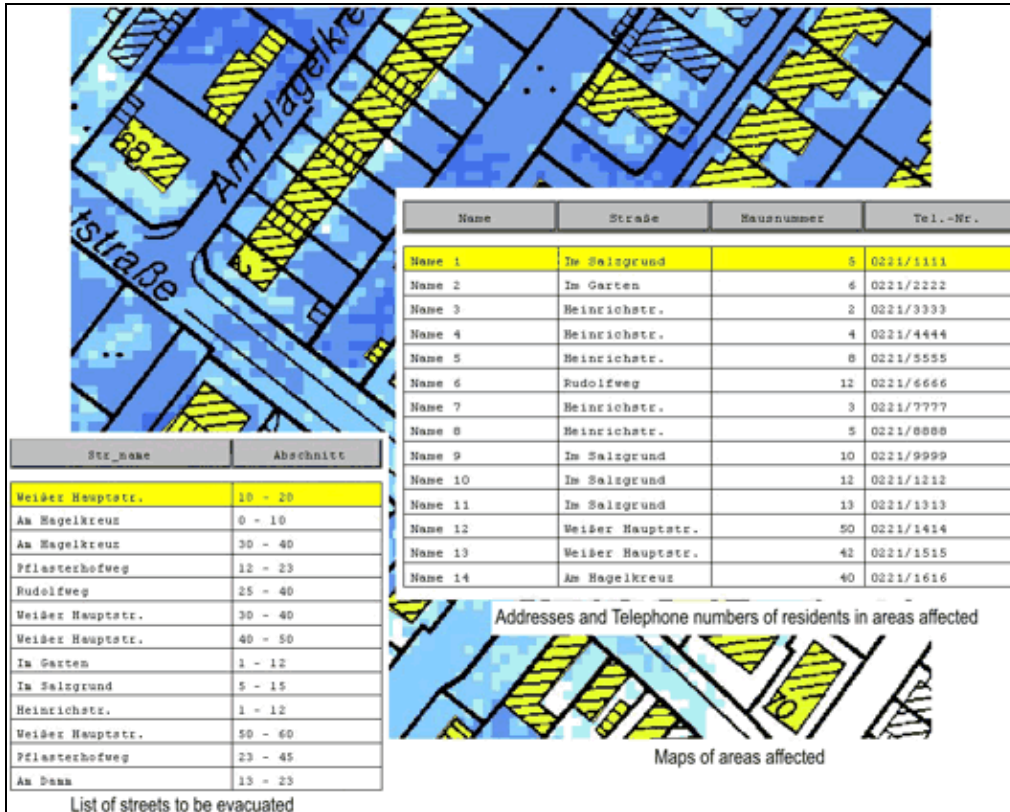 Am Hagelkre
68
tstraße
Name Straße Hausnummer Tel.-Nr.
Name 1 Im Salzgrund 5 0221/1111
Name 2 Im Garten 6 0221/2222
Name 3 Heinrichstr. 2 0221/3333
Name 4 Heinrichstr. 4 0221/4444
Name 5 Heinrichstr. 8 0221/5555
Name 6 Rudolfweg 12 0221/6666
Name 7 Heinrichstr. 3 0221/7777
Name 8 Heinrichstr. 5 0221/8888
Name 9 Im Salzgrund 10 0221/9999
Name 10 Im Salzgrund 12 0221/1212
Name 11 Im Salzgrund 13 0221/1313
Name 12 Weißer Hauptstr. 50 0221/1414
Name 13 Weißer Hauptstr. 42 0221/1515
Name 14 Am Hagelkreuz 40 0221/1616
Addresses and Telephone numbers of residents in areas affected
Str_name Abschnitt
Weißer Hauptstr. 10 - 20
Am Hagelkreuz 0 - 10
Am Hagelkreuz 30 - 40
Pflasterhofweg 12 - 23
Rudolfweg 25 - 40
Weißer Hauptstr. 30 - 40
Weißer Hauptstr. 40 - 50
Im Garten 1 - 12
Im Salzgrund 5 - 15
Heinrichstr. 1 - 12
Weißer Hauptstr. 50 - 60
Pflasterhofweg 23 - 45
Am Damm 13 - 23
List of streets to be evacuated
Maps of areas affected